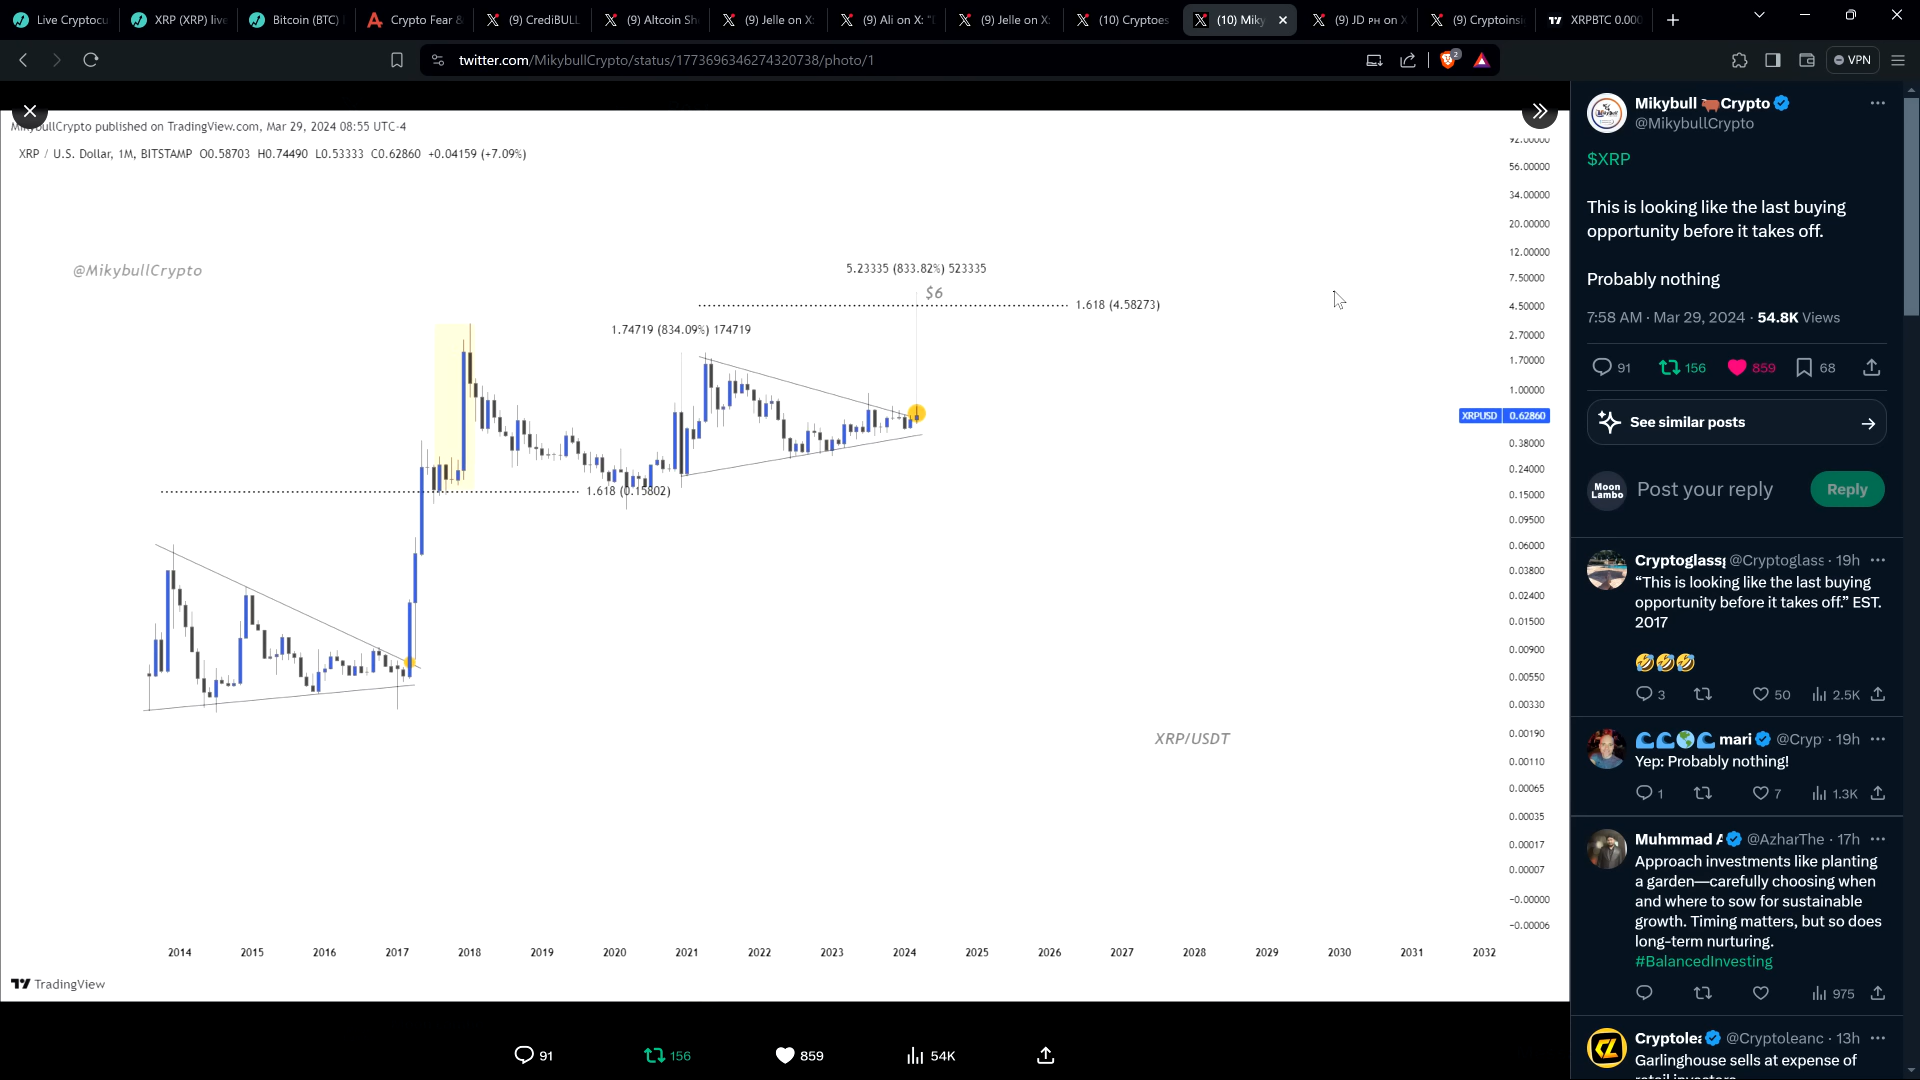 Live Cryptocu
XRP (XRP) live
Bitcoin (BTC)
Crypto Fear &
(9) CrediBULL
(9) Altcoin Sh
(9) Jelle on X:
(9) Ali on X: "
(9) Jelle on X
(10) Cryptoes
(10) Miky
(9) JD PH on X
(9) Cryptoinsi
XRPBTC 0.000
twitter.com/MikybullCrypto/status/1773696346274320738/photo/1
2
VPN
MikybullCrypto published on TradingView.com, Mar 29, 2024 08:55 UTC-4
XRP / U.S. Dollar, 1M, BITSTAMP O0.58703 H0.74490 L0.53333 C0.62860 +0.04159 (+7.09%)
@MikybullCrypto
5.23335 (833.82%) 523335
$6
1.618 (4.58273)
1.74719 (834.09%) 174719
1.618 (0.15802)
XRP/USDT
92.00000
56.00000
34.00000
20.00000
12.00000
7.50000
4.50000
2.70000
1.70000
1.00000
XRPUSD 0.62860
0.38000
0.24000
0.15000
0.09500
0.06000
0.03800
0.02400
0.01500
0.00900
0.00550
0.00330
0.00190
0.00110
0.00065
0.00035
0.00017
0.00007
-0.00000
-0.00006
2014 2015 2016 2017 2018 2019 2020 2021 2022 2023 2024 2025 2026 2027 2028 2029 2030 2031 2032
TradingView
91 156 859 54K
Mikybull Crypto
@MikybullCrypto
$XRP
This is looking like the last buying
opportunity before it takes off.
Probably nothing
7:58 AM · Mar 29, 2024 · 54.8K Views
91 156 859 68
See similar posts
Moon
Lambo
Post your reply
Reply
Cryptoglass @Cryptoglass · 19h
“This is looking like the last buying
opportunity before it takes off.” EST.
2017
🤣🤣🤣
3 50 2.5K
🌊🌊🌎🌊 mari @Cryp · 19h
Yep: Probably nothing!
1 7 1.3K
Muhmmad A @AzharThe · 17h
Approach investments like planting
a garden—carefully choosing when
and where to sow for sustainable
growth. Timing matters, but so does
long-term nurturing.
#BalancedInvesting
975
Cryptolea @Cryptoleanc · 13h
Garlinghouse sells at expense of
retail investors